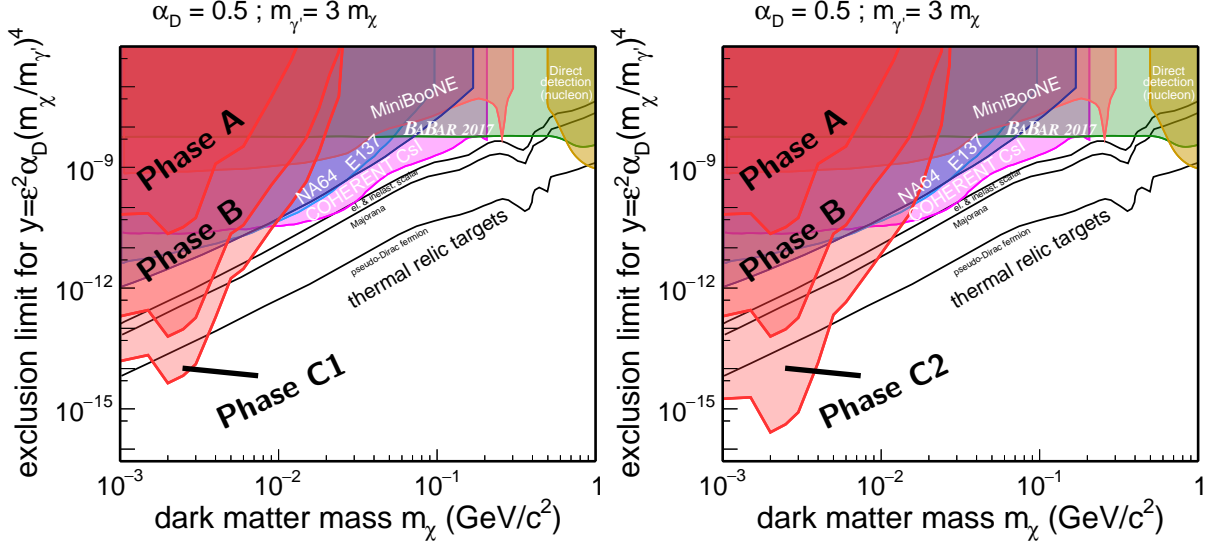 α_D = 0.5 ; m_γ' = 3 m_χ
exclusion limit for y=ε²α_D(m_χ/m_γ')⁴
10⁻⁹
10⁻¹²
10⁻¹⁵
Phase A
Phase B
Phase C1
MiniBooNE
BABAR 2017
Direct
detection
(nucleon)
NA64
E137
COHERENT CsI
el. & inelast. scalar
Majorana
pseudo-Dirac fermion
thermal relic targets
10⁻³
10⁻²
10⁻¹
1
dark matter mass m_χ (GeV/c²)
α_D = 0.5 ; m_γ' = 3 m_χ
exclusion limit for y=ε²α_D(m_χ/m_γ')⁴
10⁻⁹
10⁻¹²
10⁻¹⁵
Phase A
Phase B
Phase C2
MiniBooNE
BABAR 2017
Direct
detection
(nucleon)
NA64
E137
COHERENT CsI
el. & inelast. scalar
Majorana
pseudo-Dirac fermion
thermal relic targets
10⁻³
10⁻²
10⁻¹
1
dark matter mass m_χ (GeV/c²)